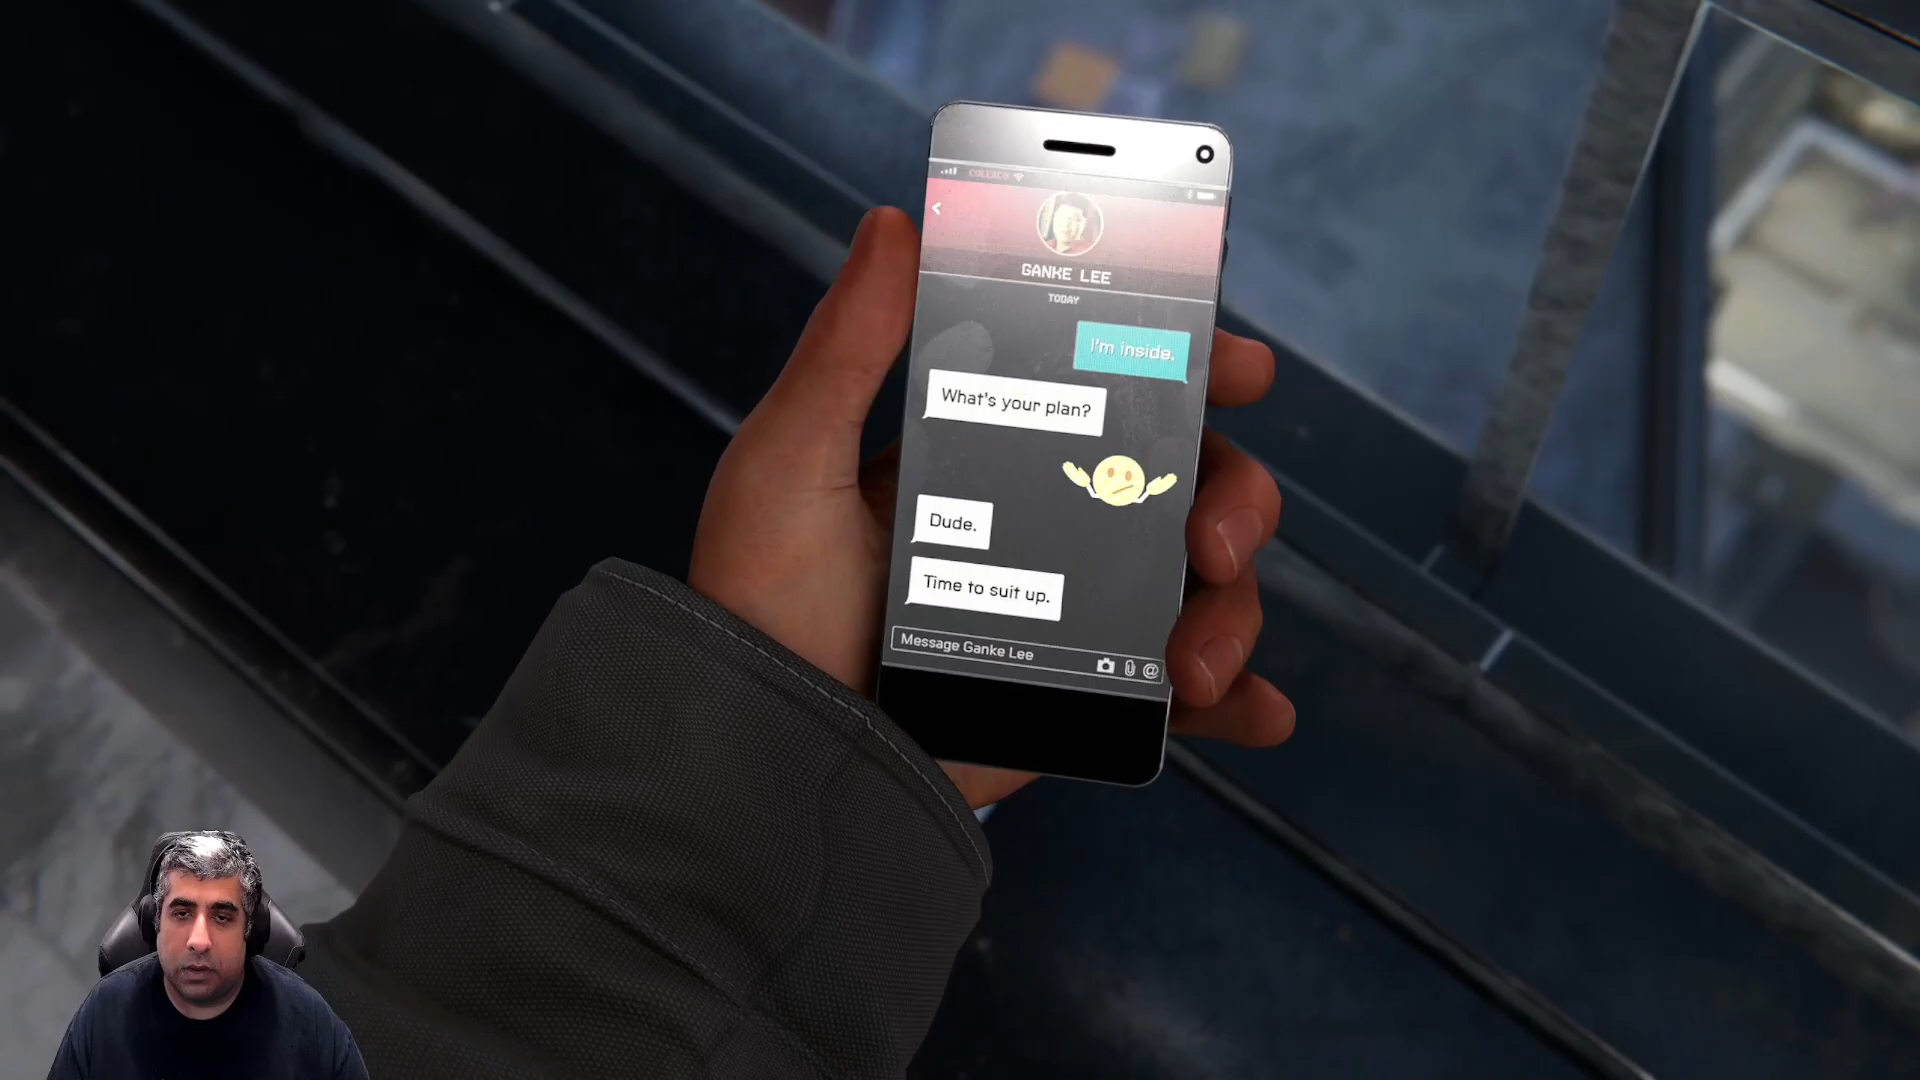 GANKE LEE
TODAY
I'm inside.
What's your plan?
Dude.
Time to suit up.
Message Ganke Lee